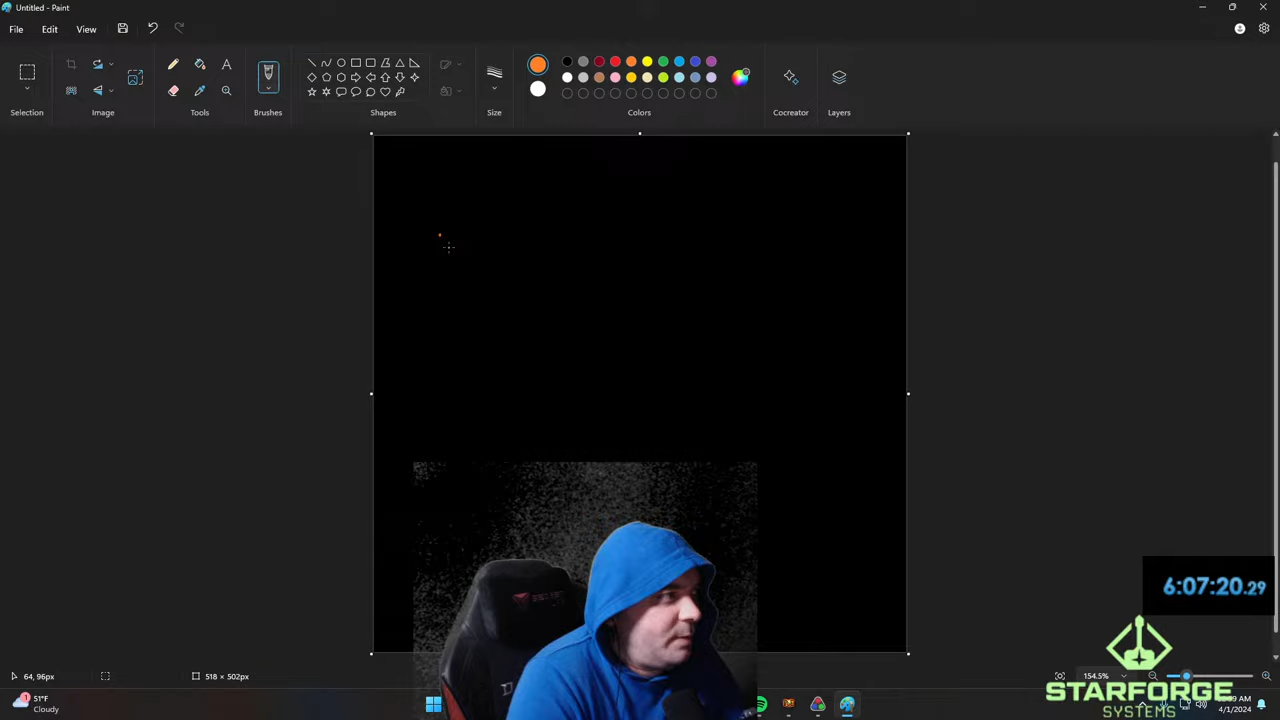 Untitled - Paint
File Edit View
Selection Image Tools Brushes Shapes Size Colors Cocreator Layers
6:07:20.29
64, 96px 518 × 502px 154.5%
STARFORGE
SYSTEMS
1
51°F
Cloudy
4/1/2024